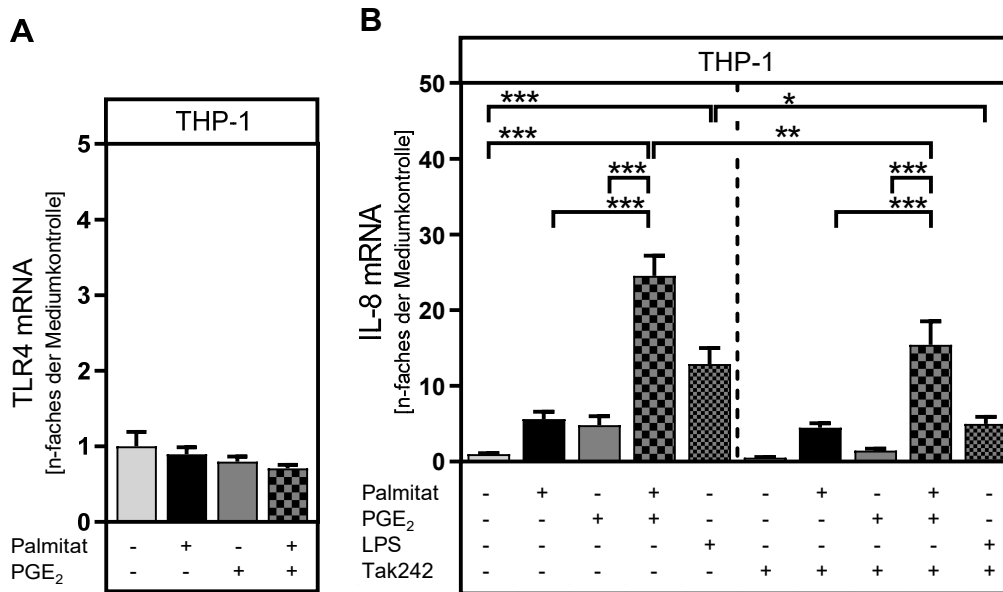 A
THP-1
TLR4 mRNA
[n-faches der Mediumkontrolle]
5
4
3
2
1
0
Palmitat - + - +
PGE2 - - + +
B
THP-1
IL-8 mRNA
[n-faches der Mediumkontrolle]
50
40
30
20
10
0
*** *
*** **
*** ***
*** ***
Palmitat - + - + - - + - + -
PGE2 - - + + - - - + + -
LPS - - - - + - - - - +
Tak242 - - - - - + + + + +